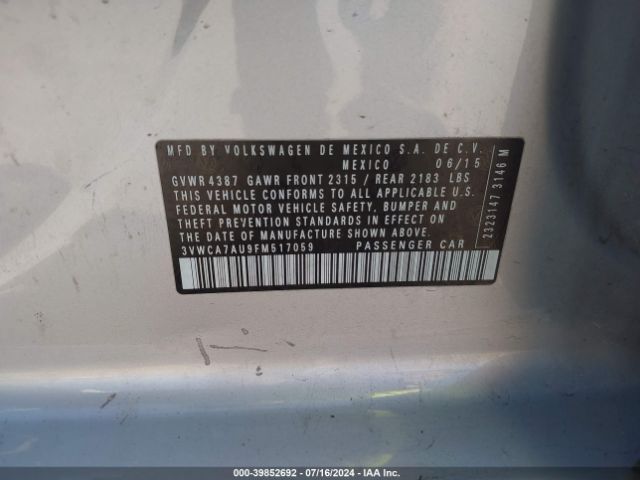 MFD BY VOLKSWAGEN DE MEXICO S.A. DE C.V.
MEXICO 06/15
GVWR 4387 GAWR FRONT 2315 / REAR 2183 LBS
THIS VEHICLE CONFORMS TO ALL APPLICABLE U.S.
FEDERAL MOTOR VEHICLE SAFETY, BUMPER AND
THEFT PREVENTION STANDARDS IN EFFECT ON
THE DATE OF MANUFACTURE SHOWN ABOVE.
3VWCA7AU9FM517059 PASSENGER CAR
2323147 3146 M
000-39852692 - 07/16/2024 - IAA Inc.